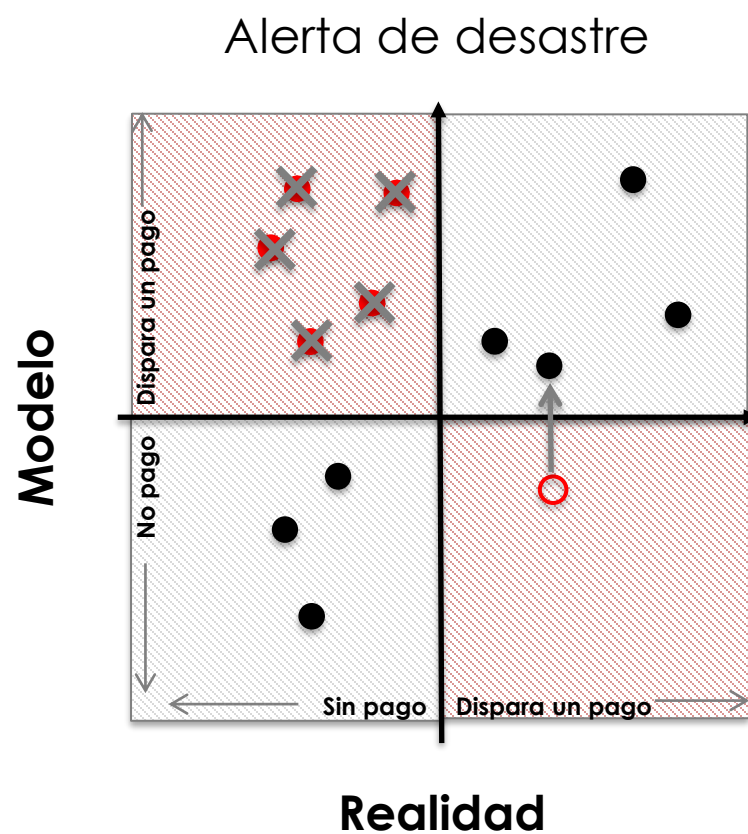 Alerta de desastre
Modelo
Dispara un pago
No pago
Sin pago
Dispara un pago
Realidad